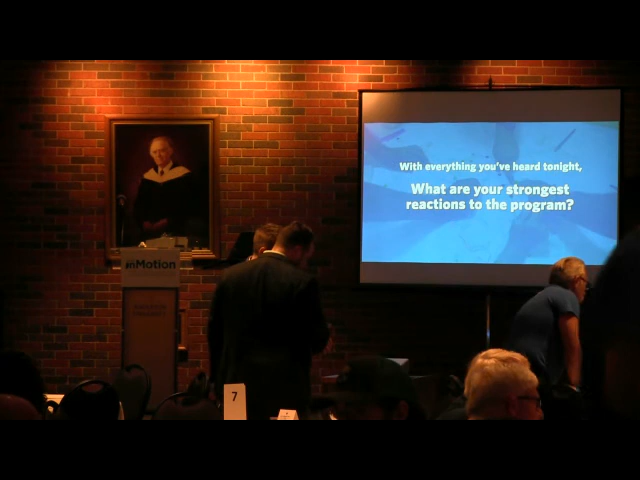 With everything you've heard tonight,
What are your strongest
reactions to the program?
inMotion
7